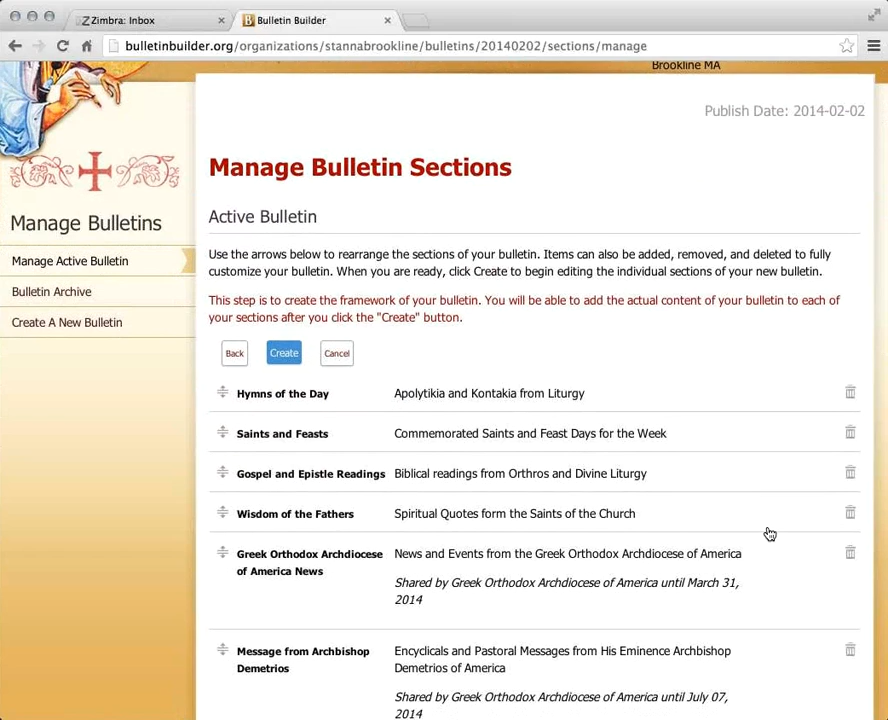 Zimbra: Inbox
Bulletin Builder
bulletinbuilder.org/organizations/stannabrookline/bulletins/20140202/sections/manage
Brookline MA
Publish Date: 2014-02-02
Manage Bulletins
Manage Active Bulletin
Bulletin Archive
Create A New Bulletin
Manage Bulletin Sections
Active Bulletin
Use the arrows below to rearrange the sections of your bulletin. Items can also be added, removed, and deleted to fully
customize your bulletin. When you are ready, click Create to begin editing the individual sections of your new bulletin.
This step is to create the framework of your bulletin. You will be able to add the actual content of your bulletin to each of
your sections after you click the "Create" button.
Back Create Cancel
Hymns of the Day Apolytikia and Kontakia from Liturgy
Saints and Feasts Commemorated Saints and Feast Days for the Week
Gospel and Epistle Readings Biblical readings from Orthros and Divine Liturgy
Wisdom of the Fathers Spiritual Quotes form the Saints of the Church
Greek Orthodox Archdiocese
of America News
News and Events from the Greek Orthodox Archdiocese of America
Shared by Greek Orthodox Archdiocese of America until March 31,
2014
Message from Archbishop
Demetrios
Encyclicals and Pastoral Messages from His Eminence Archbishop
Demetrios of America
Shared by Greek Orthodox Archdiocese of America until July 07,
2014